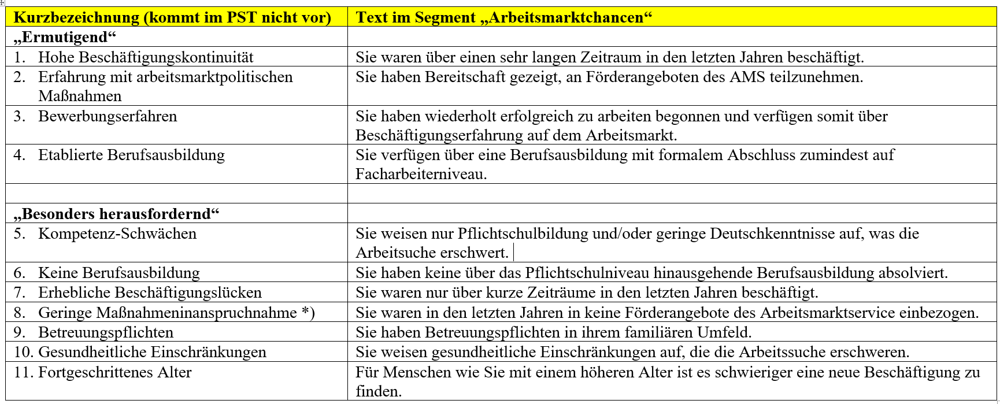 Kurzbezeichnung (kommt im PST nicht vor) Text im Segment „Arbeitsmarktchancen“
„Ermutigend“
1. Hohe Beschäftigungskontinuität Sie waren über einen sehr langen Zeitraum in den letzten Jahren beschäftigt.
2. Erfahrung mit arbeitsmarktpolitischen Sie haben Bereitschaft gezeigt, an Förderangeboten des AMS teilzunehmen.
Maßnahmen
3. Bewerbungserfahren Sie haben wiederholt erfolgreich zu arbeiten begonnen und verfügen somit über
Beschäftigungserfahrung auf dem Arbeitsmarkt.
4. Etablierte Berufsausbildung Sie verfügen über eine Berufsausbildung mit formalem Abschluss zumindest auf
Facharbeiterniveau.
„Besonders herausfordernd“
5. Kompetenz-Schwächen Sie weisen nur Pflichtschulbildung und/oder geringe Deutschkenntnisse auf, was die
Arbeitsuche erschwert.
6. Keine Berufsausbildung Sie haben keine über das Pflichtschulniveau hinausgehende Berufsausbildung absolviert.
7. Erhebliche Beschäftigungslücken Sie waren nur über kurze Zeiträume in den letzten Jahren beschäftigt.
8. Geringe Maßnahmeninanspruchnahme *) Sie waren in den letzten Jahren in keine Förderangebote des Arbeitsmarktservice einbezogen.
9. Betreuungspflichten Sie haben Betreuungspflichten in ihrem familiären Umfeld.
10. Gesundheitliche Einschränkungen Sie weisen gesundheitliche Einschränkungen auf, die die Arbeitssuche erschweren.
11. Fortgeschrittenes Alter Für Menschen wie Sie mit einem höheren Alter ist es schwieriger eine neue Beschäftigung zu
finden.